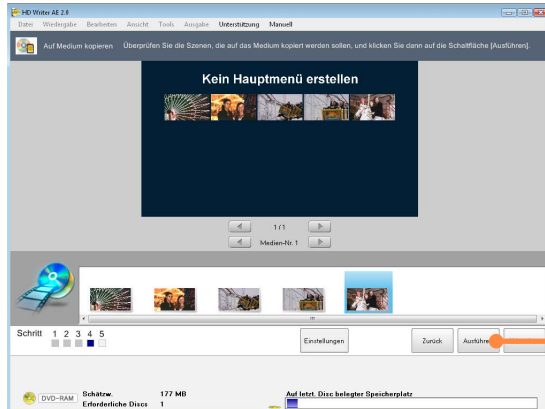 HD Writer AE 2.0
Datei Wiedergabe Bearbeiten Ansicht Tools Ausgabe Unterstützung Manuell
Auf Medium kopieren Überprüfen Sie die Szenen, die auf das Medium kopiert werden sollen, und klicken Sie dann auf die Schaltfläche [Ausführen].
Kein Hauptmenü erstellen
1/1
Medien-Nr. 1
Schritt 1 2 3 4 5
Einstellungen Zurück
DVD-RAM Schätzw. 177 MB Auf letzt. Disc belegter Speicherplatz
Erforderliche Discs 1